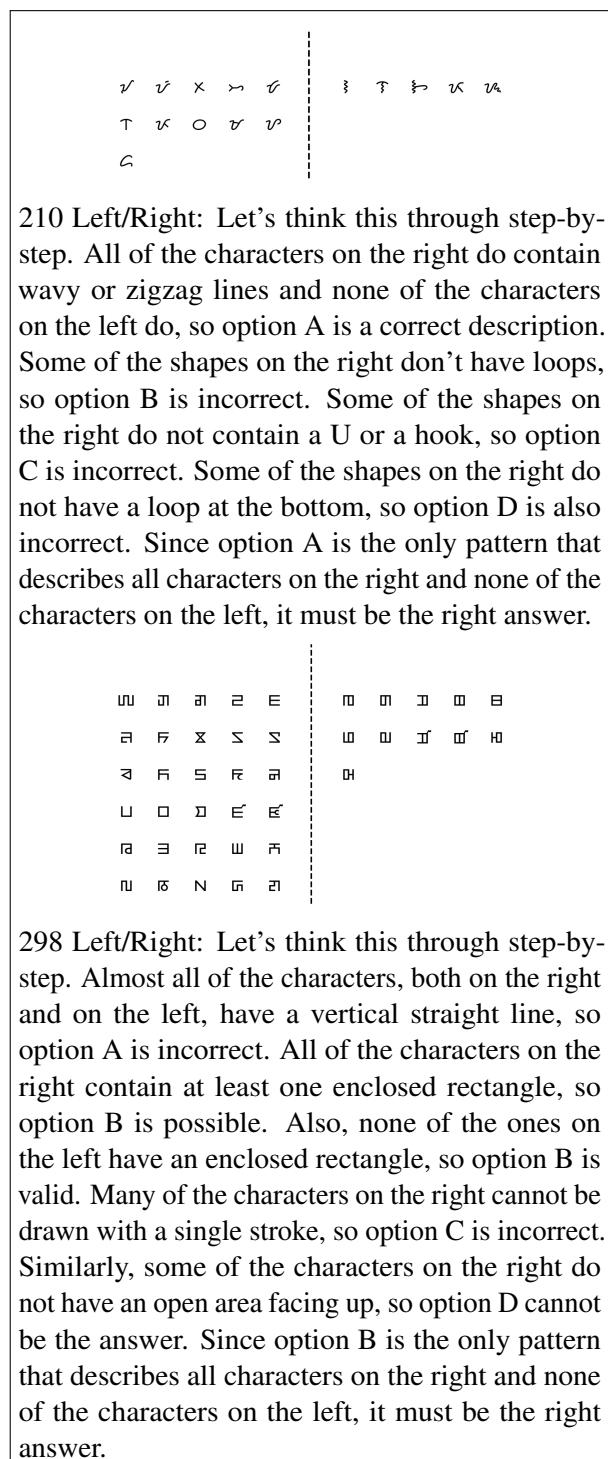 210 Left/Right: Let's think this through step-by-
step. All of the characters on the right do contain
wavy or zigzag lines and none of the characters
on the left do, so option A is a correct description.
Some of the shapes on the right don't have loops,
so option B is incorrect. Some of the shapes on
the right do not contain a U or a hook, so option
C is incorrect. Some of the shapes on the right do
not have a loop at the bottom, so option D is also
incorrect. Since option A is the only pattern that
describes all characters on the right and none of the
characters on the left, it must be the right answer.
298 Left/Right: Let's think this through step-by-
step. Almost all of the characters, both on the right
and on the left, have a vertical straight line, so
option A is incorrect. All of the characters on the
right contain at least one enclosed rectangle, so
option B is possible. Also, none of the ones on
the left have an enclosed rectangle, so option B is
valid. Many of the characters on the right cannot be
drawn with a single stroke, so option C is incorrect.
Similarly, some of the characters on the right do
not have an open area facing up, so option D cannot
be the answer. Since option B is the only pattern
that describes all characters on the right and none
of the characters on the left, it must be the right
answer.